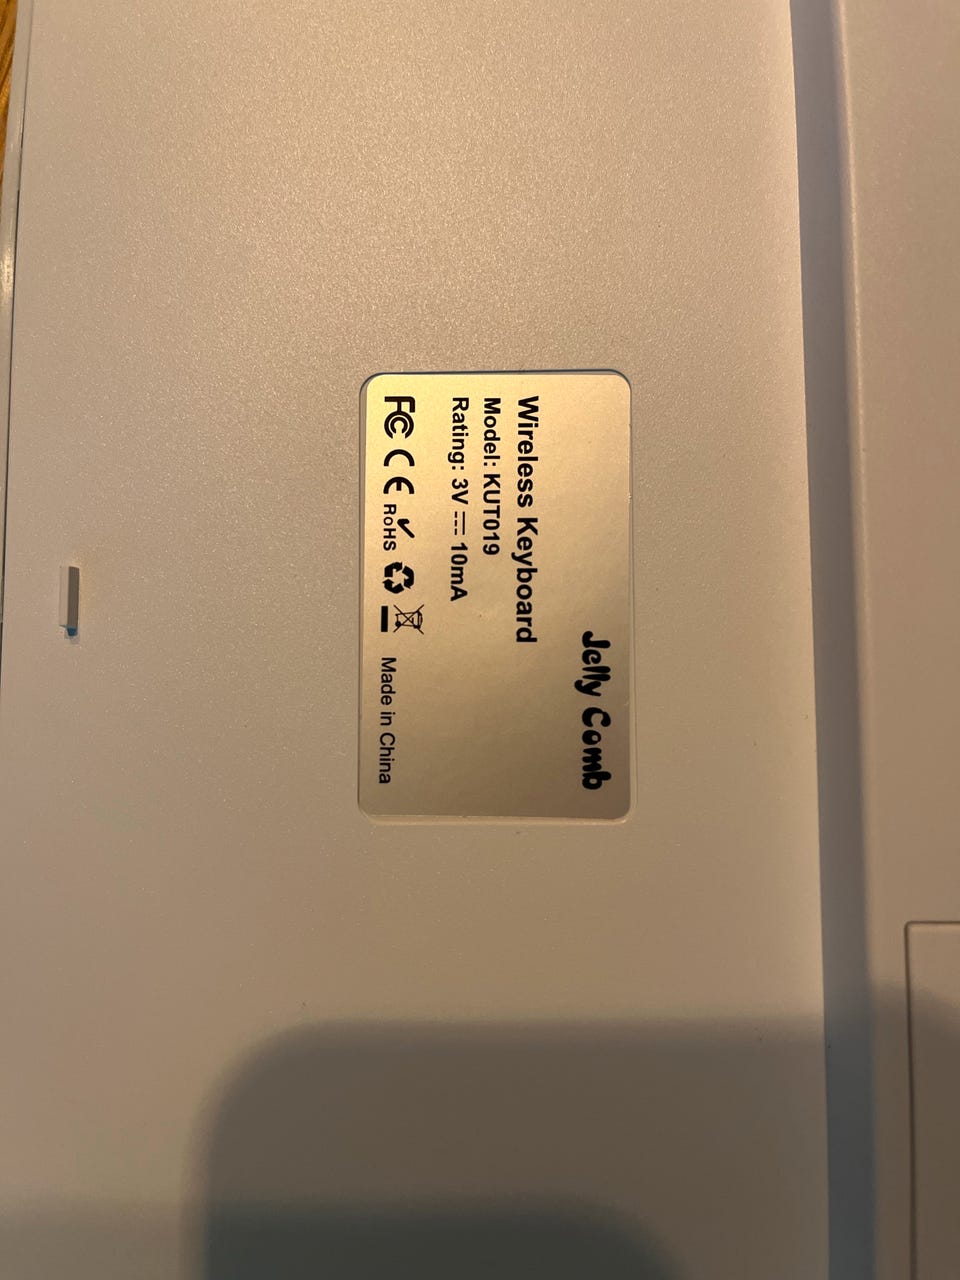 Jelly Comb
Wireless Keyboard
Model: KUT019
Rating: 3V ⎓ 10mA
FC CE RoHS Made in China